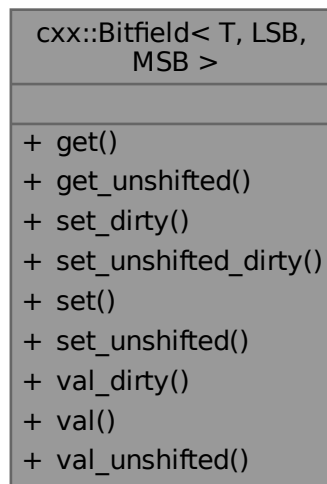 cxx::Bitfield< T, LSB,
MSB >
+ get()
+ get_unshifted()
+ set_dirty()
+ set_unshifted_dirty()
+ set()
+ set_unshifted()
+ val_dirty()
+ val()
+ val_unshifted()